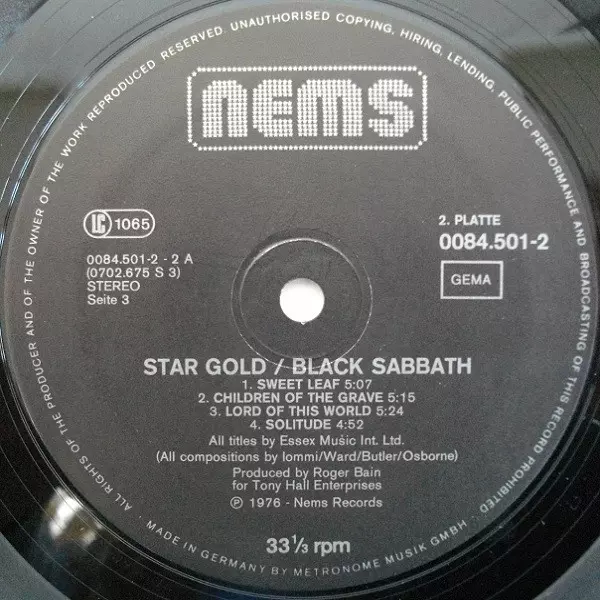 ALL RIGHTS OF THE PRODUCER AND OF THE OWNER OF THE WORK REPRODUCED RESERVED. UNAUTHORISED COPYING, HIRING, LENDING, PUBLIC PERFORMANCE AND BROADCASTING OF THIS RECORD PROHIBITED
nems
LC 1065
2. PLATTE
0084.501-2
GEMA
0084.501-2 - 2 A
(0702.675 S 3)
STEREO
Seite 3
STAR GOLD / BLACK SABBATH
1. SWEET LEAF 5:07
2. CHILDREN OF THE GRAVE 5:15
3. LORD OF THIS WORLD 5:24
4. SOLITUDE 4:52
All titles by Essex Music Int. Ltd.
(All compositions by Iommi/Ward/Butler/Osborne)
Produced by Roger Bain
for Tony Hall Enterprises
℗ 1976 - Nems Records
33⅓ rpm
MADE IN GERMANY BY METRONOME MUSIK GMBH